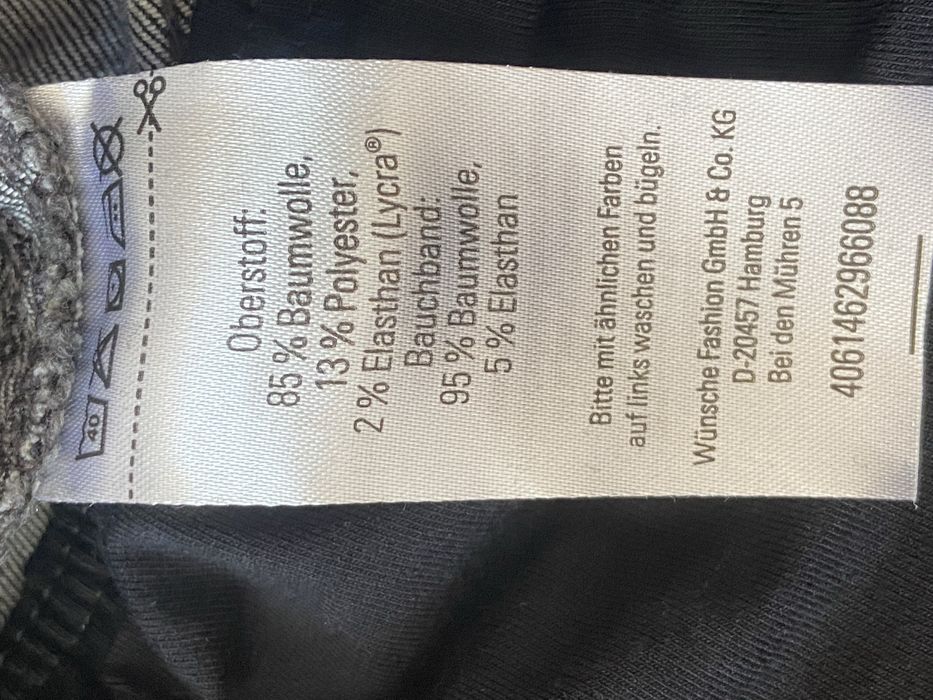 40
Oberstoff:
85 % Baumwolle,
13 % Polyester,
2 % Elasthan (Lycra®)
Bauchband:
95 % Baumwolle,
5 % Elasthan
Bitte mit ähnlichen Farben
auf links waschen und bügeln.
Wünsche Fashion GmbH & Co. KG
D-20457 Hamburg
Bei den Mühren 5
4061462966088